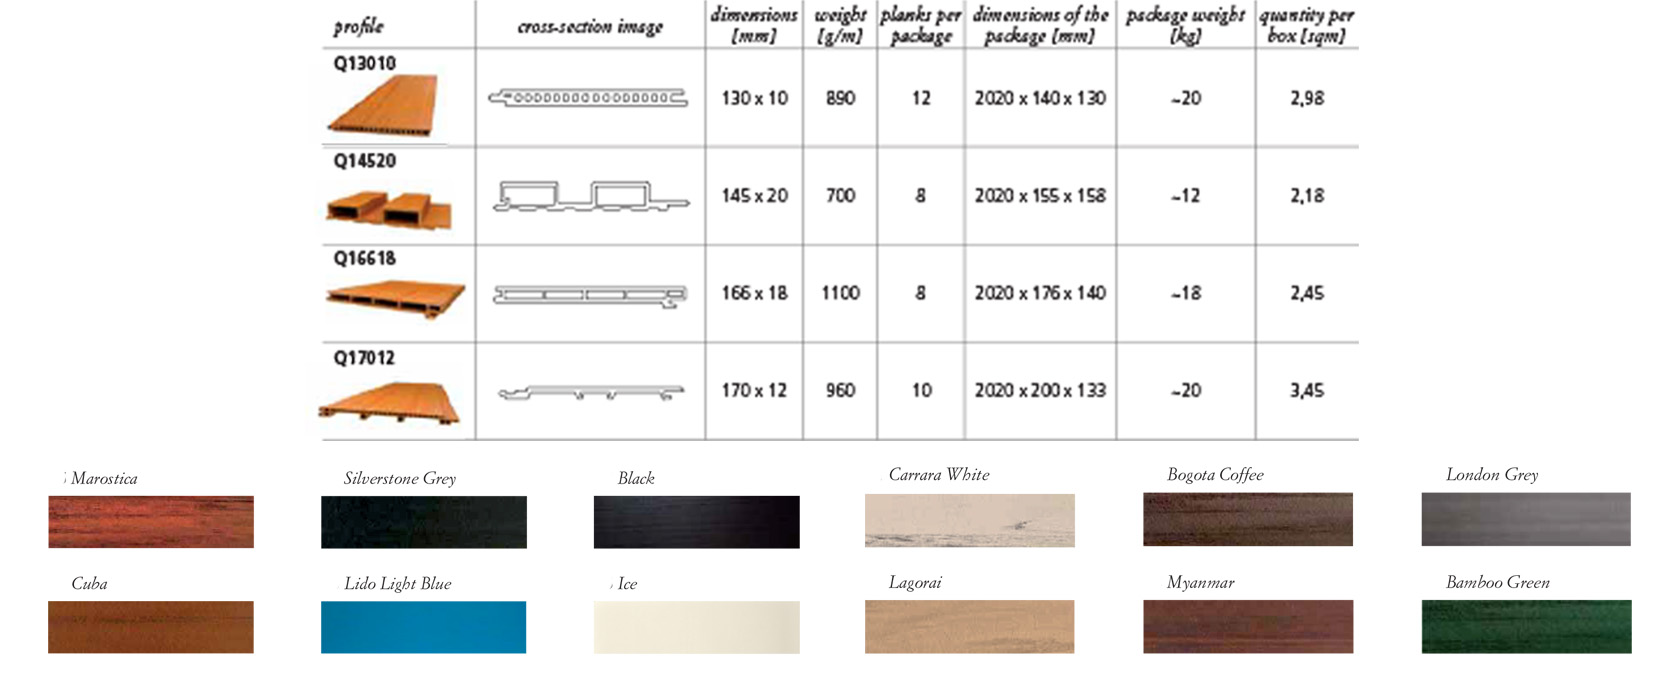 profile cross-section image dimensions [mm] weight [g/m] planks per package dimensions of the package [mm] package weight [kg] quantity per box [sqm]
Q13010
130 x 10 890 12 2020 x 140 x 130 ~20 2,98
Q14520
145 x 20 700 8 2020 x 155 x 158 ~12 2,18
Q16618
166 x 18 1100 8 2020 x 176 x 140 ~18 2,45
Q17012
170 x 12 960 10 2020 x 200 x 133 ~20 3,45
Marostica Silverstone Grey Black Carrara White Bogota Coffee London Grey
Cuba Lido Light Blue Ice Lagorai Myanmar Bamboo Green